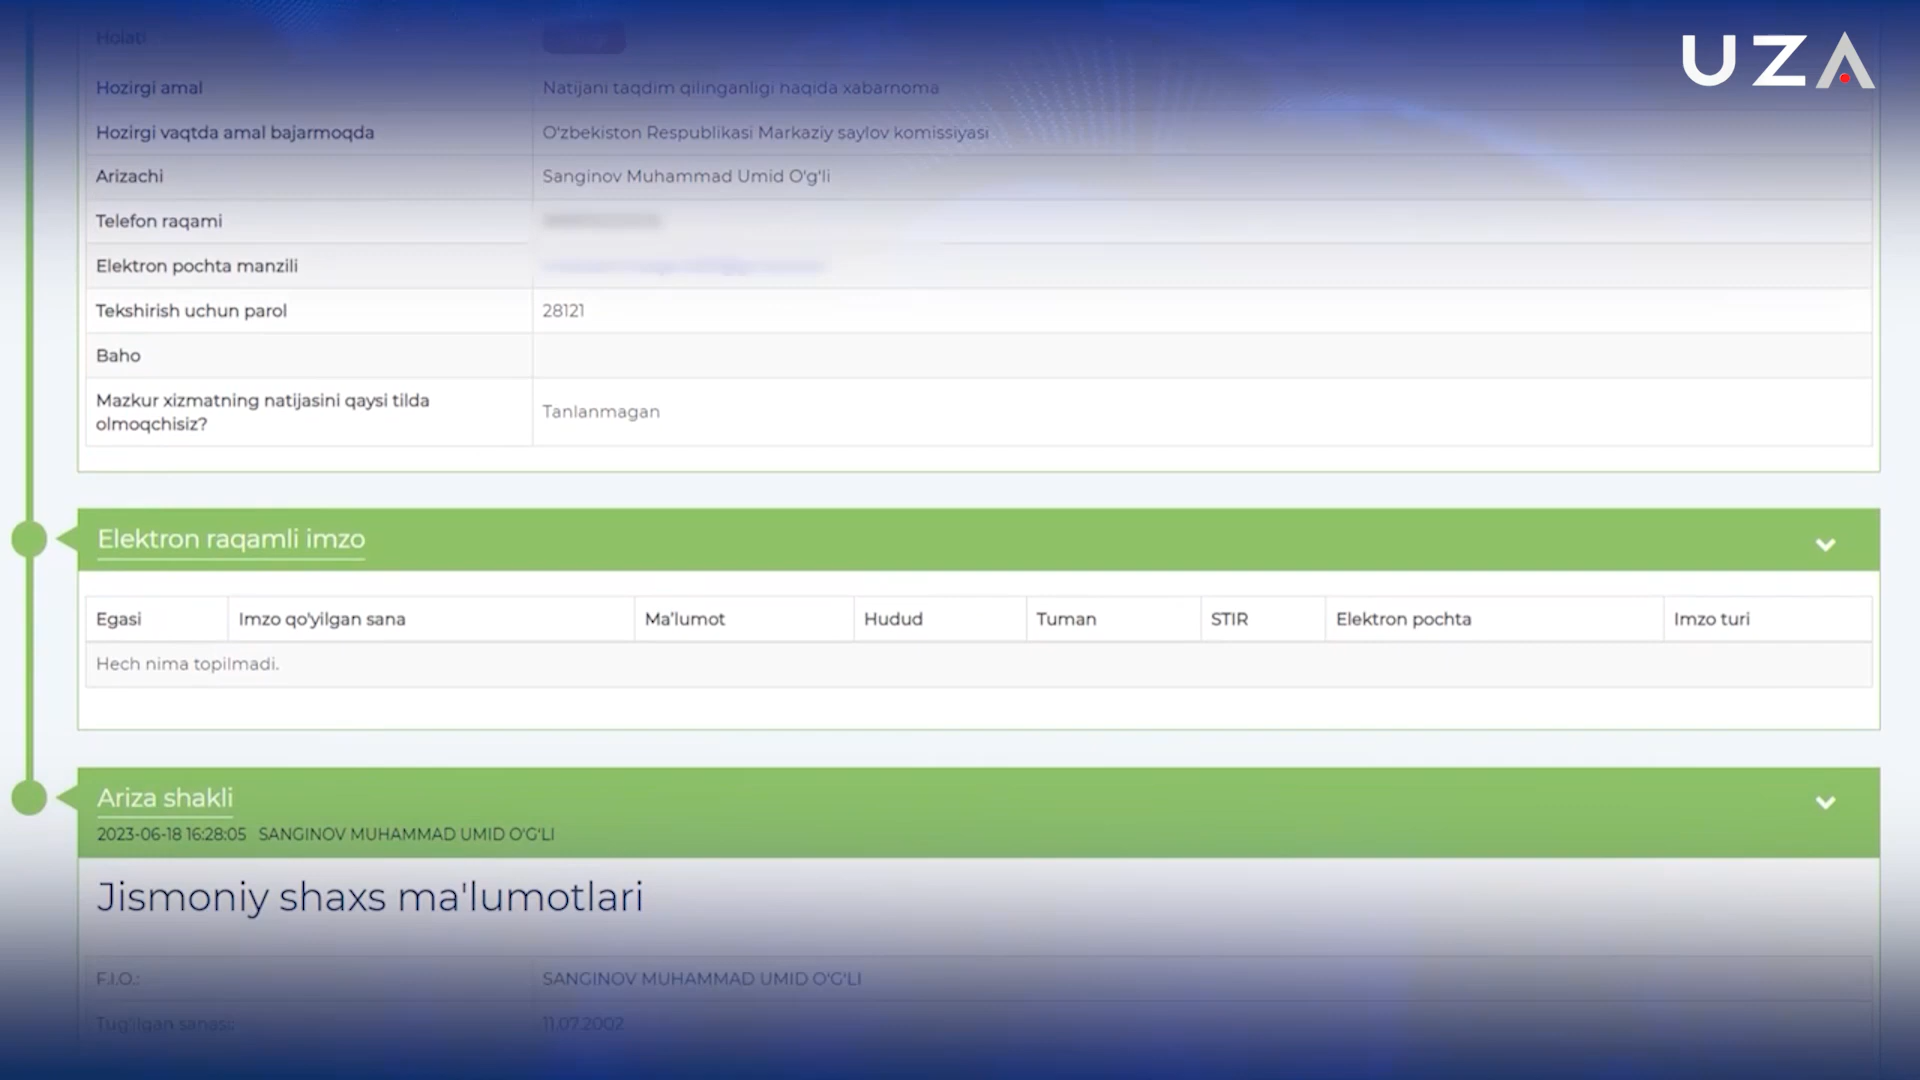 UZA
Holati
Hozirgi amal Natijani taqdim qilinganligi haqida xabarnoma
Hozirgi vaqtda amal bajarmoqda O'zbekiston Respublikasi Markaziy saylov komissiyasi
Arizachi Sanginov Muhammad Umid O'g'li
Telefon raqami
Elektron pochta manzili
Tekshirish uchun parol 28121
Baho
Mazkur xizmatning natijasini qaysi tilda
olmoqchisiz? Tanlanmagan
Elektron raqamli imzo
Egasi Imzo qo'yilgan sana Ma'lumot Hudud Tuman STIR Elektron pochta Imzo turi
Hech nima topilmadi.
Ariza shakli
2023-06-18 16:28:05 SANGINOV MUHAMMAD UMID O'G'LI
Jismoniy shaxs ma'lumotlari
F.I.O.: SANGINOV MUHAMMAD UMID O'G'LI
Tug'ilgan sanasi: 11.07.2002